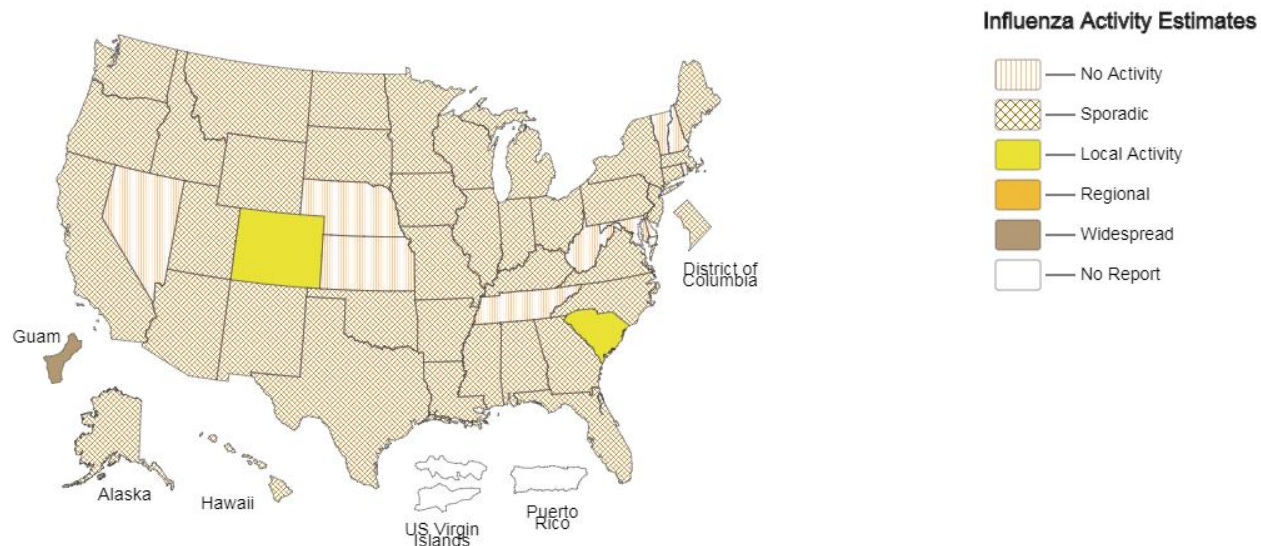 Influenza Activity Estimates
No Activity
Sporadic
Local Activity
Regional
Widespread
No Report
District of
Columbia
Guam
Alaska
Hawaii
US Virgin
Islands
Puerto
Rico